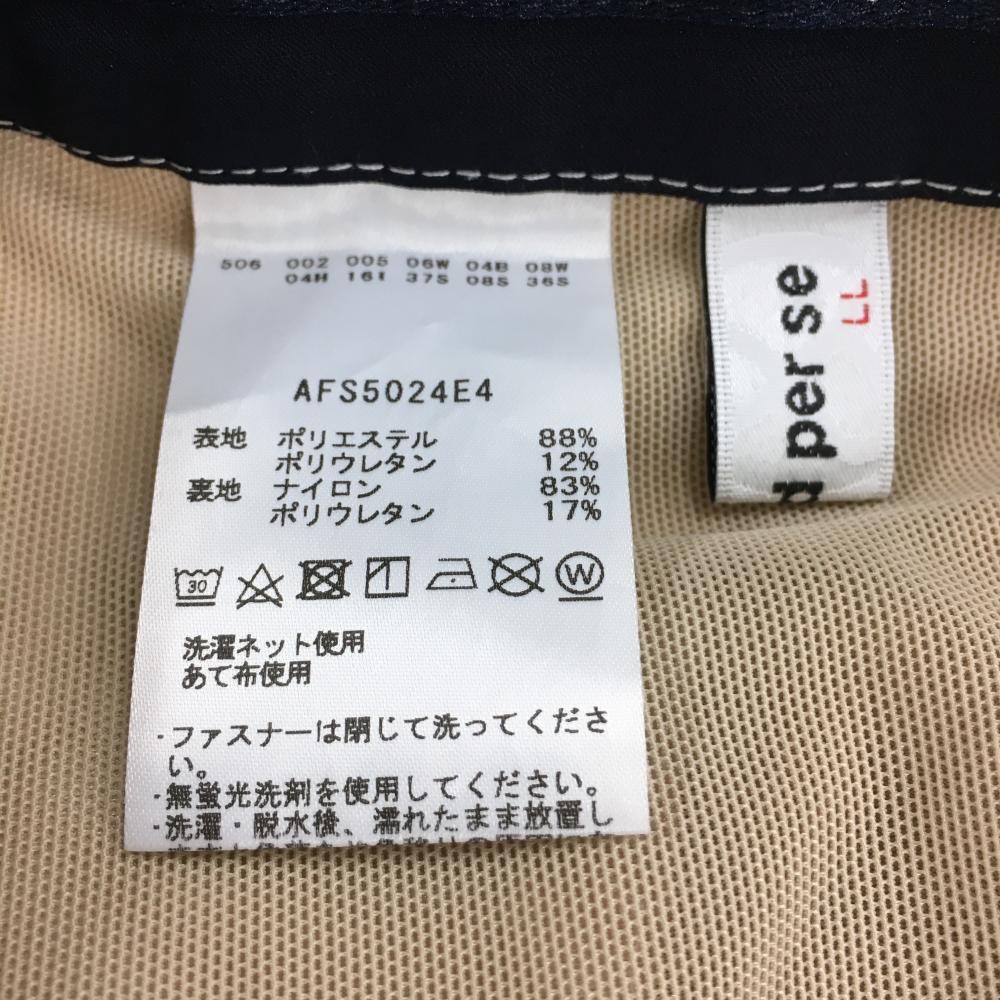 506 002 005 06W 04B 08W
04H 16I 37S 08S 36S
AFS5024E4
表地 ポリエステル 88%
ポリウレタン 12%
裏地 ナイロン 83%
ポリウレタン 17%
30
W
洗濯ネット使用
あて布使用
・ファスナーは閉じて洗ってくださ
い。
・無蛍光洗剤を使用してください。
・洗濯・脱水後、濡れたまま放置し
per se
LL